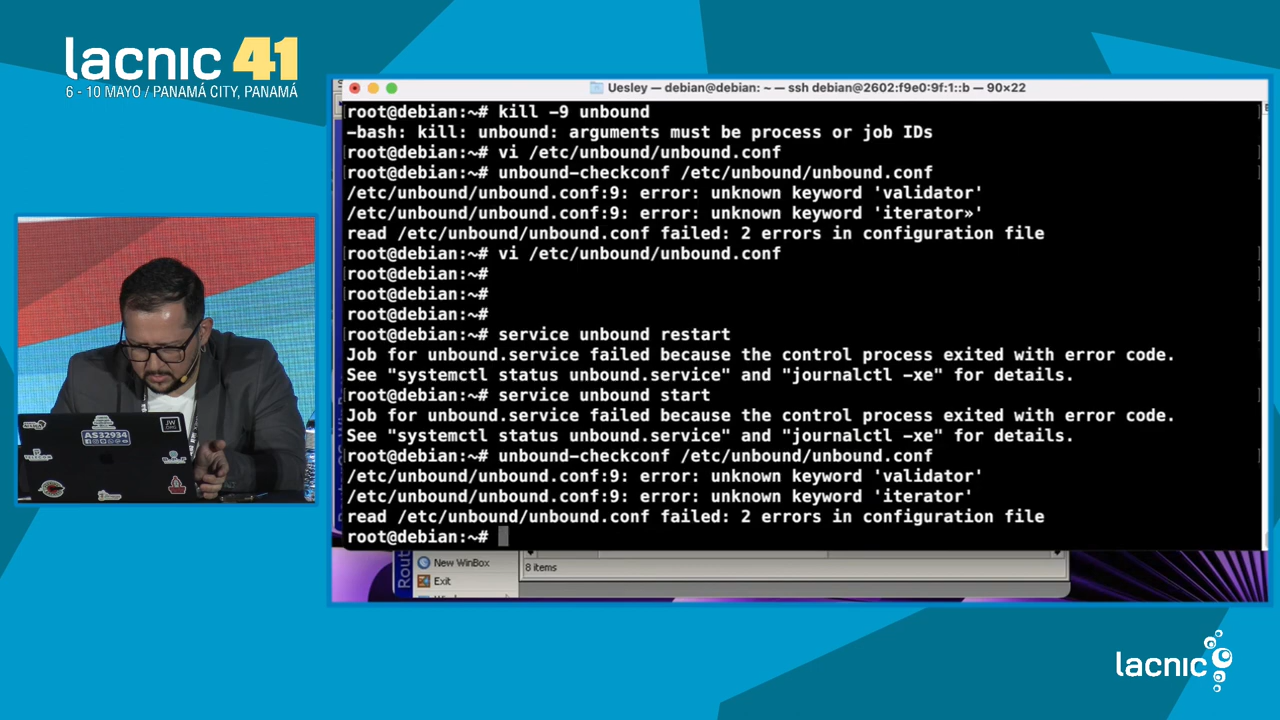 lacnic 41
6 - 10 MAYO / PANAMÁ CITY, PANAMÁ
Uesley — debian@debian: ~ — ssh debian@2602:f9e0:9f:1::b — 90×22
root@debian:~# kill -9 unbound
-bash: kill: unbound: arguments must be process or job IDs
root@debian:~# vi /etc/unbound/unbound.conf
root@debian:~# unbound-checkconf /etc/unbound/unbound.conf
/etc/unbound/unbound.conf:9: error: unknown keyword 'validator'
/etc/unbound/unbound.conf:9: error: unknown keyword 'iterator»'
read /etc/unbound/unbound.conf failed: 2 errors in configuration file
root@debian:~# vi /etc/unbound/unbound.conf
root@debian:~#
root@debian:~#
root@debian:~#
root@debian:~# service unbound restart
Job for unbound.service failed because the control process exited with error code.
See "systemctl status unbound.service" and "journalctl -xe" for details.
root@debian:~# service unbound start
Job for unbound.service failed because the control process exited with error code.
See "systemctl status unbound.service" and "journalctl -xe" for details.
root@debian:~# unbound-checkconf /etc/unbound/unbound.conf
/etc/unbound/unbound.conf:9: error: unknown keyword 'validator'
/etc/unbound/unbound.conf:9: error: unknown keyword 'iterator'
read /etc/unbound/unbound.conf failed: 2 errors in configuration file
root@debian:~#
New WinBox
Exit
8 items
AS32934
lacnic